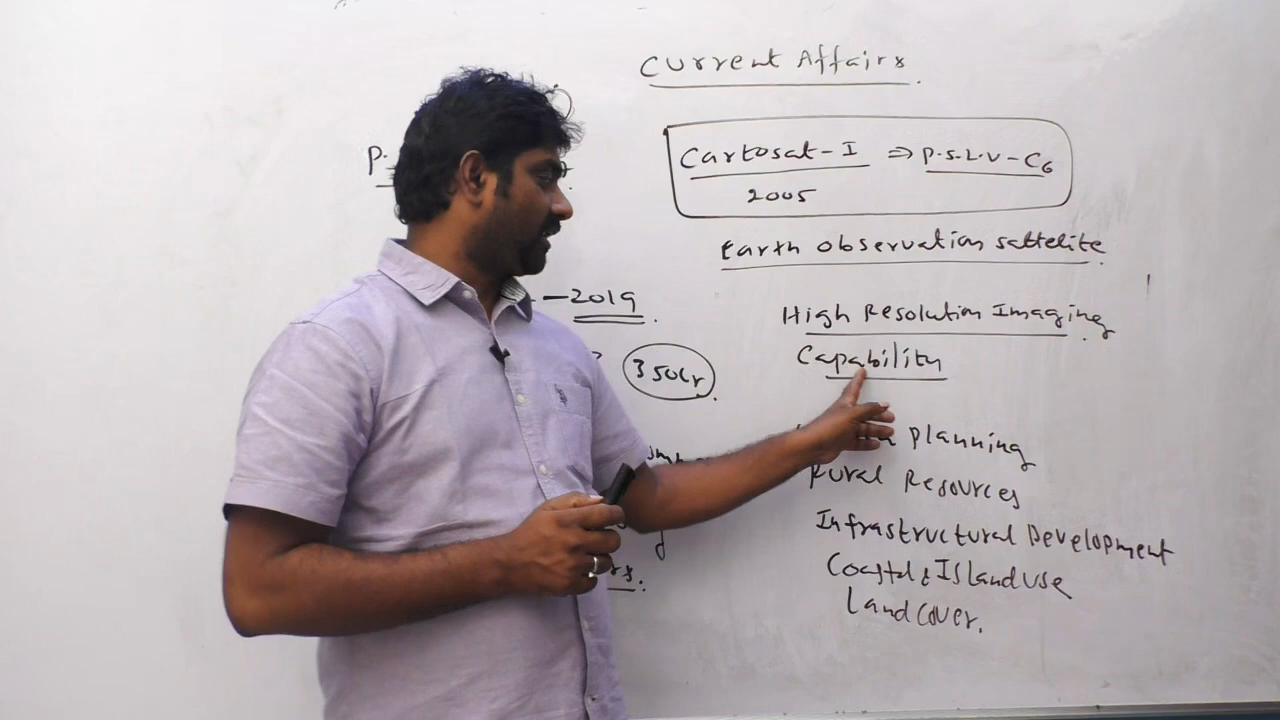 Current Affairs.
Cartosat-I ⇒ P.S.L.V-C6
2005
Earth observation sattelite.
-2019.
High Resolution Imaging.
350Cr.
Capability
planning
Rural Resources
Infrastructural Development
Coastal & Island use
Land cover.